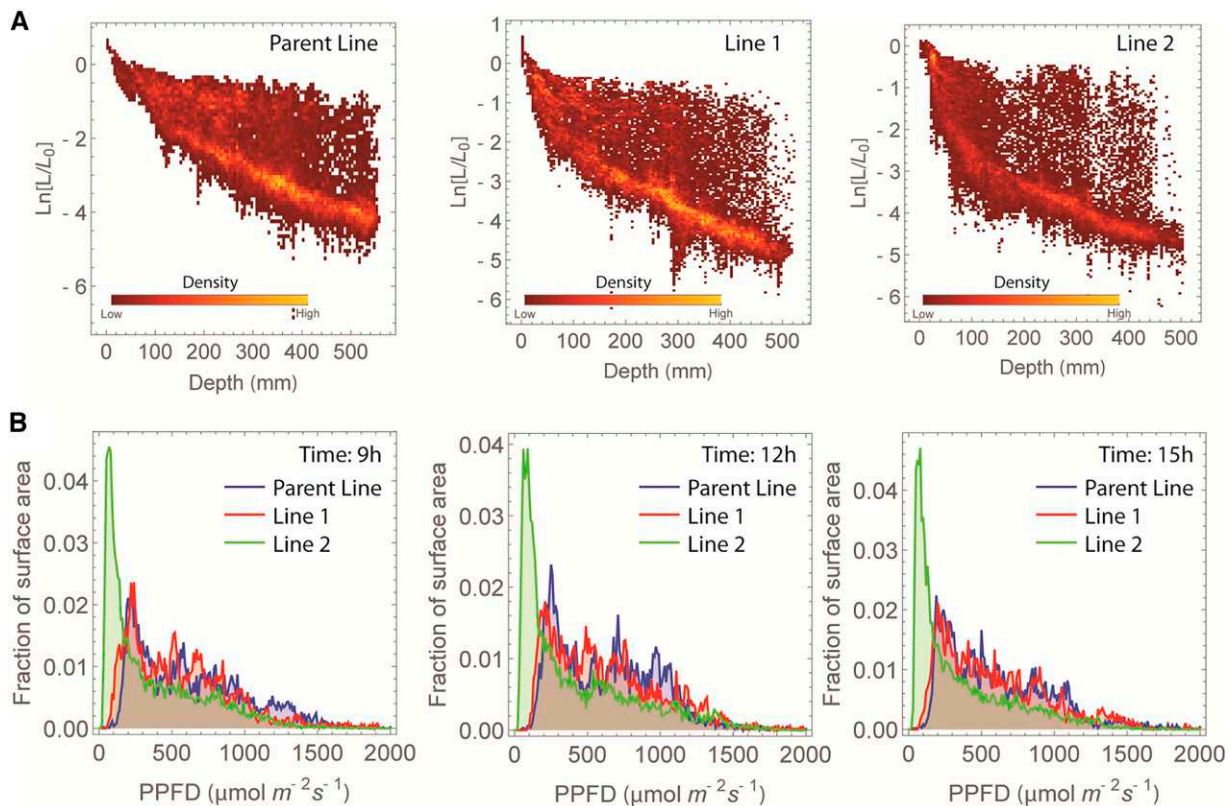 A
Parent Line
Ln[L/L0]
0
- 2
- 4
- 6
Density
Low
High
0 100 200 300 400 500
Depth (mm)
Line 1
Ln[L/L0]
1
0
- 1
- 2
- 3
- 4
- 5
- 6
Density
Low
High
0 100 200 300 400 500
Depth (mm)
Line 2
Ln[L/L0]
0
- 1
- 2
- 3
- 4
- 5
- 6
Density
Low
High
0 100 200 300 400 500
Depth (mm)
B
Time: 9h
Parent Line
Line 1
Line 2
Fraction of surface area
0.04
0.03
0.02
0.01
0.00
0 500 1000 1500 2000
PPFD (μmol m⁻²s⁻¹)
Time: 12h
Parent Line
Line 1
Line 2
Fraction of surface area
0.04
0.03
0.02
0.01
0.00
0 500 1000 1500 2000
PPFD (μmol m⁻²s⁻¹)
Time: 15h
Parent Line
Line 1
Line 2
Fraction of surface area
0.04
0.03
0.02
0.01
0.00
0 500 1000 1500 2000
PPFD (μmol m⁻²s⁻¹)